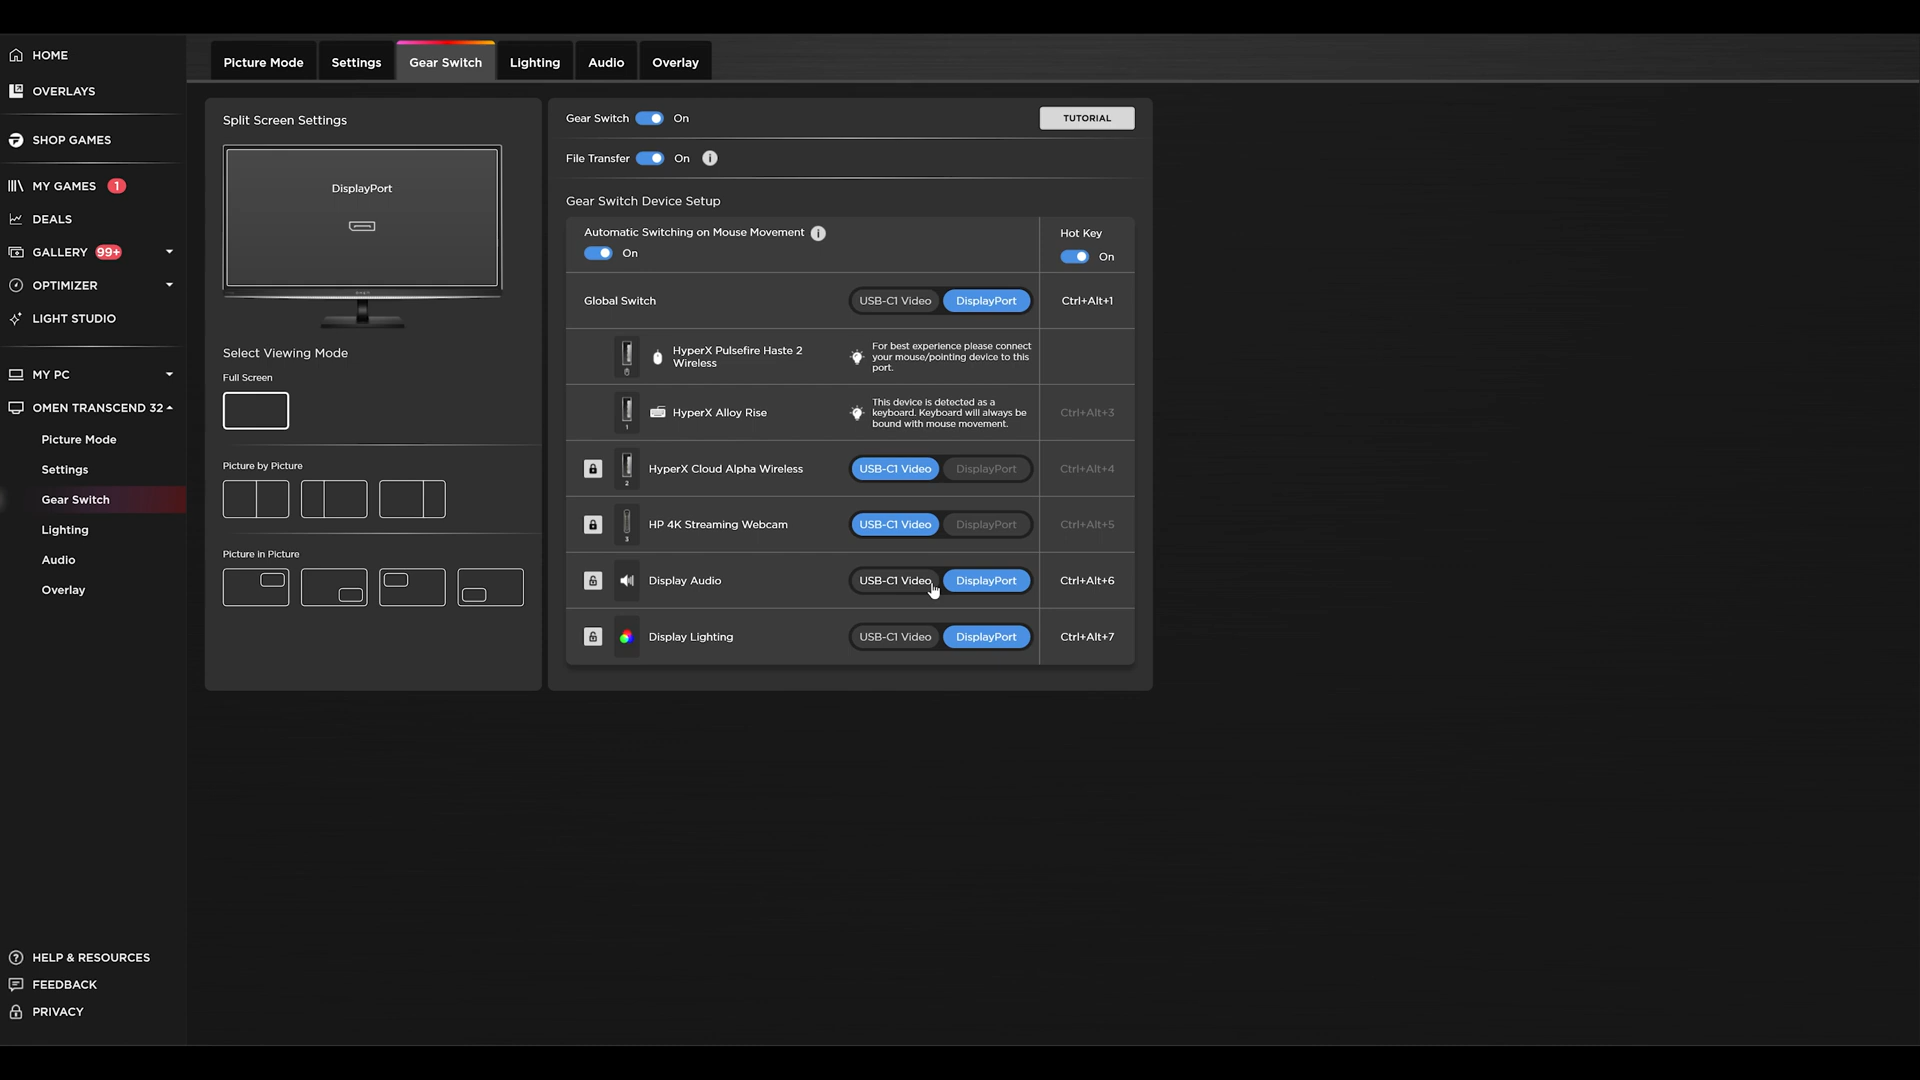 HOME
OVERLAYS
SHOP GAMES
MY GAMES 1
DEALS
GALLERY 99+
OPTIMIZER
LIGHT STUDIO
MY PC
OMEN TRANSCEND 32
Picture Mode
Settings
Gear Switch
Lighting
Audio
Overlay
HELP & RESOURCES
FEEDBACK
PRIVACY
Picture Mode Settings Gear Switch Lighting Audio Overlay
Split Screen Settings
DisplayPort
Select Viewing Mode
Full Screen
Picture by Picture
Picture in Picture
Gear Switch On TUTORIAL
File Transfer On i
Gear Switch Device Setup
Automatic Switching on Mouse Movement i
On
Hot Key
On
Global Switch USB-C1 Video DisplayPort Ctrl+Alt+1
HyperX Pulsefire Haste 2
Wireless
For best experience please connect
your mouse/pointing device to this
port.
1 HyperX Alloy Rise
This device is detected as a
keyboard. Keyboard will always be
bound with mouse movement.
Ctrl+Alt+3
2 HyperX Cloud Alpha Wireless USB-C1 Video DisplayPort Ctrl+Alt+4
3 HP 4K Streaming Webcam USB-C1 Video DisplayPort Ctrl+Alt+5
Display Audio USB-C1 Video DisplayPort Ctrl+Alt+6
Display Lighting USB-C1 Video DisplayPort Ctrl+Alt+7